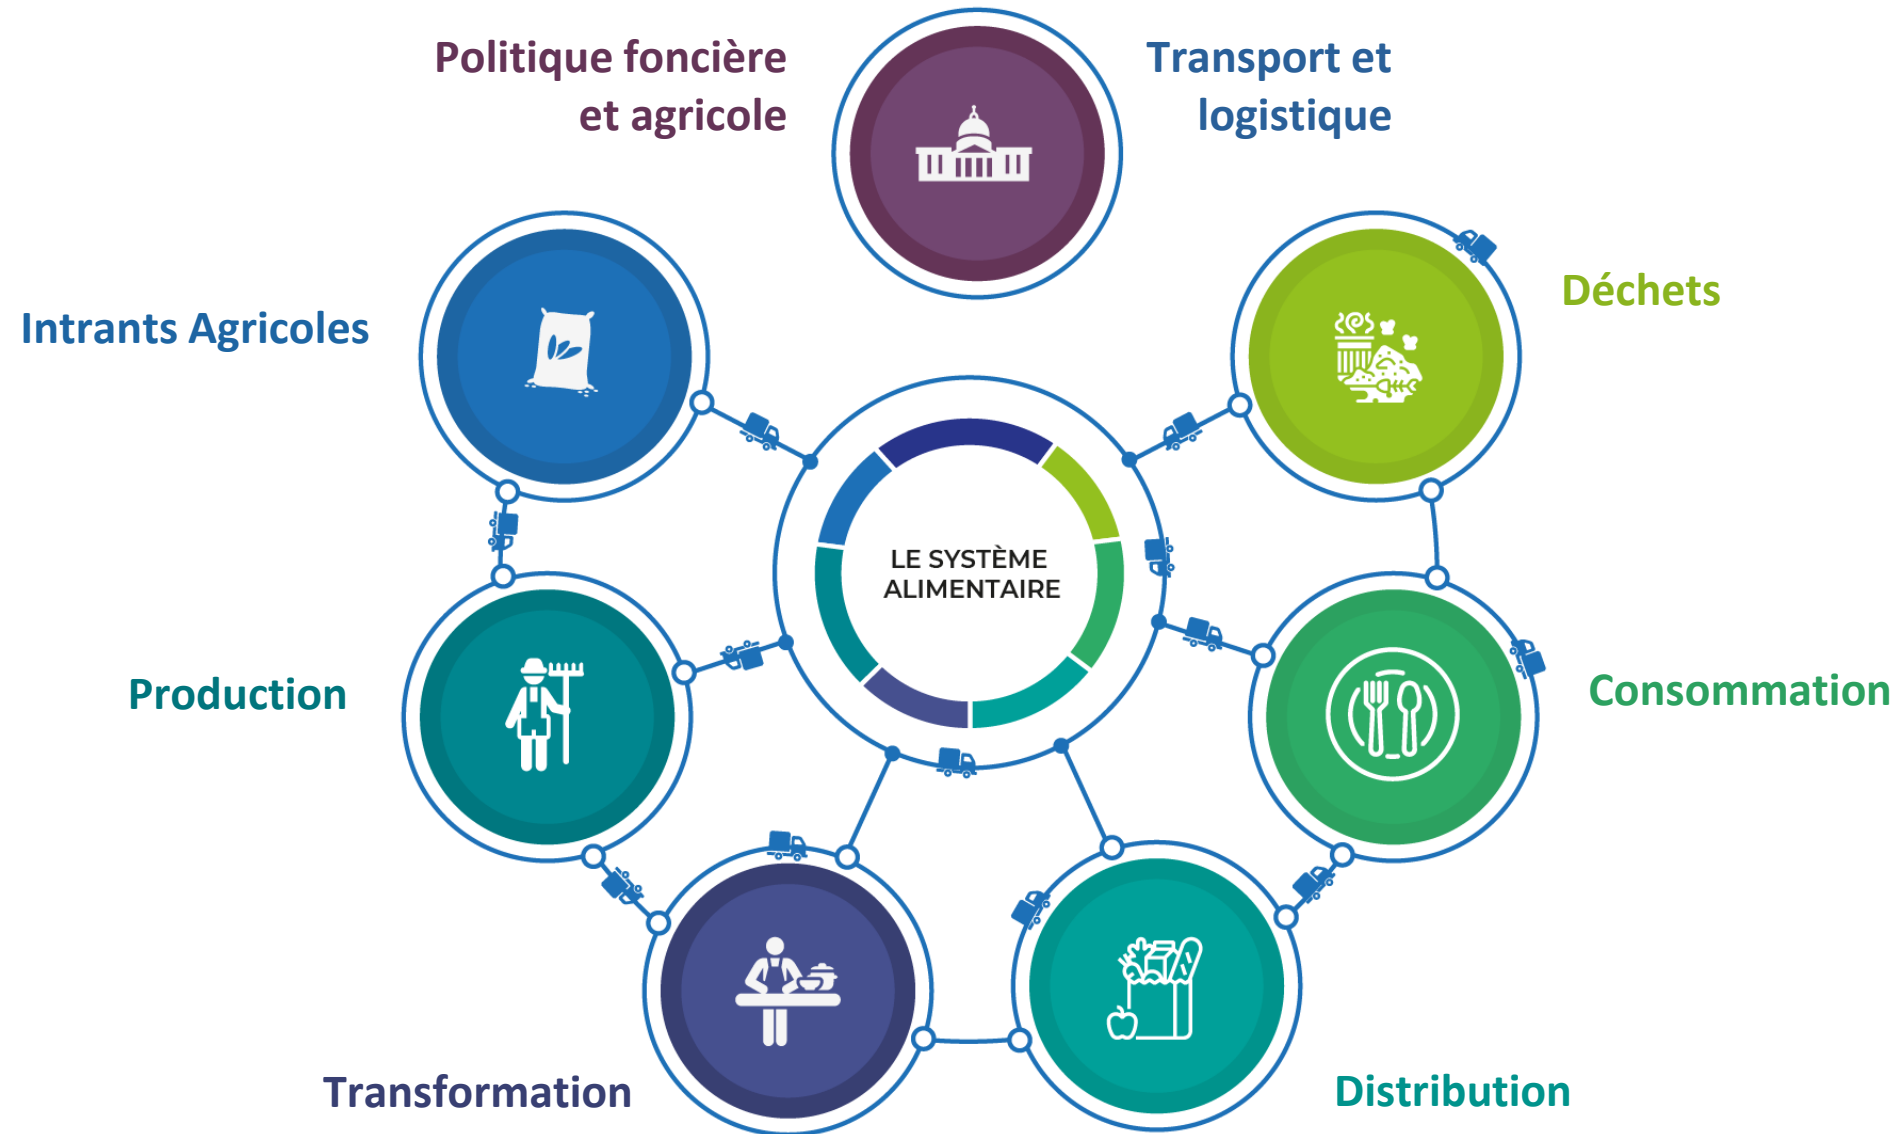 Politique foncière
et agricole
Transport et
logistique
Intrants Agricoles
Déchets
LE SYSTÈME
ALIMENTAIRE
Production
Consommation
Transformation
Distribution